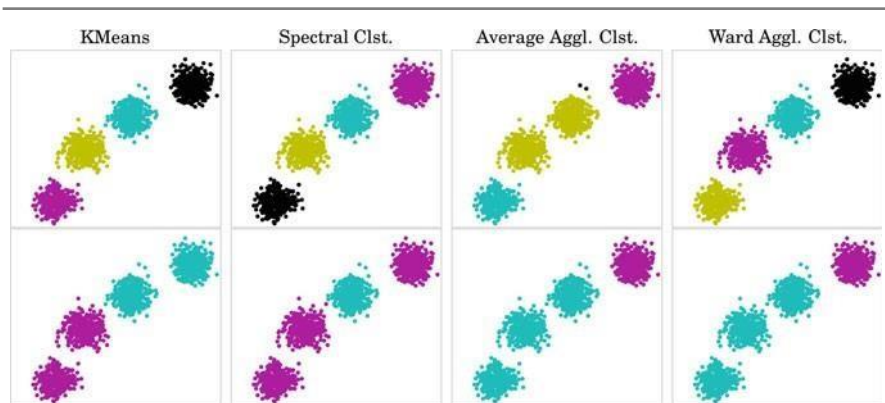 KMeans
Spectral Clst.
Average Aggl. Clst.
Ward Aggl. Clst.